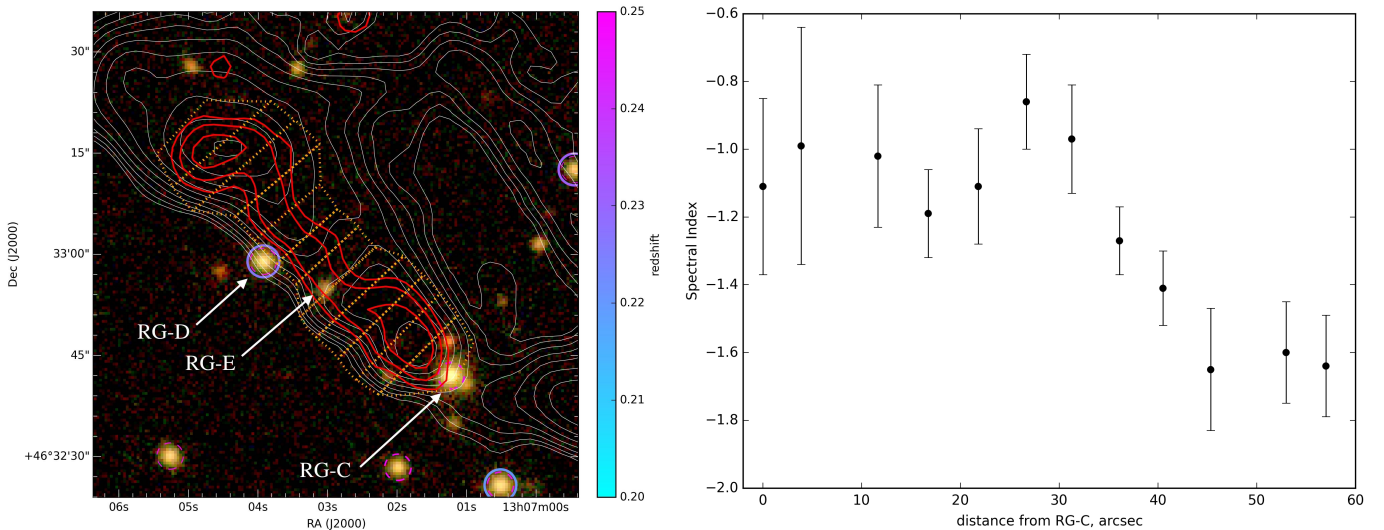 30"
15"
33'00"
45"
+46°32'30"
Dec (J2000)
06s
05s
04s
03s
02s
01s
13h07m00s
RA (J2000)
RG-D
RG-E
RG-C
0.25
0.24
0.23
0.22
0.21
0.20
redshift
−0.6
−0.8
−1.0
−1.2
−1.4
−1.6
−1.8
−2.0
Spectral Index
0
10
20
30
40
50
60
distance from RG-C, arcsec